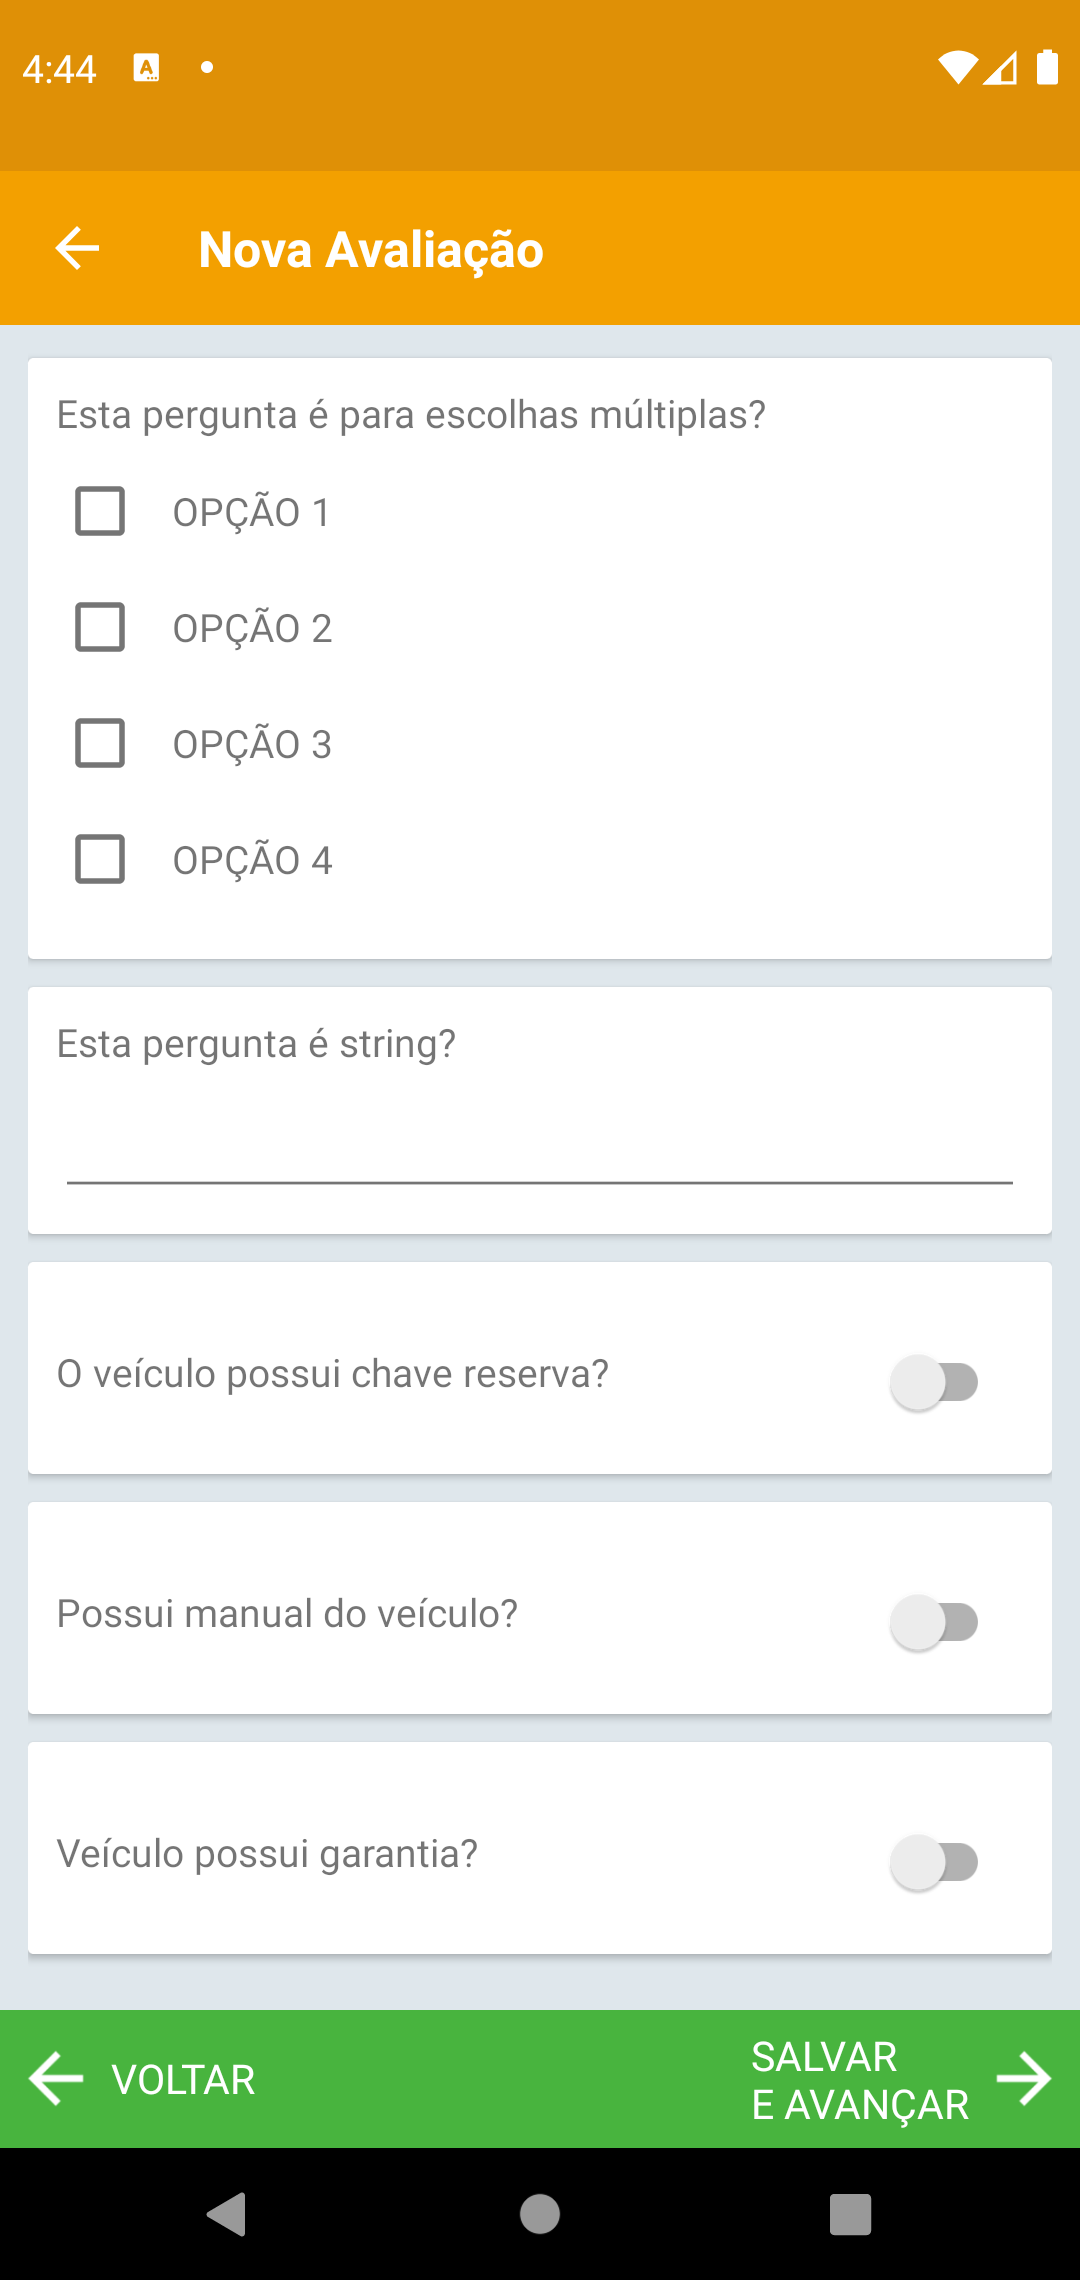 4:44
Nova Avaliação
Esta pergunta é para escolhas múltiplas?
OPÇÃO 1
OPÇÃO 2
OPÇÃO 3
OPÇÃO 4
Esta pergunta é string?
O veículo possui chave reserva?
Possui manual do veículo?
Veículo possui garantia?
VOLTAR
SALVAR
E AVANÇAR